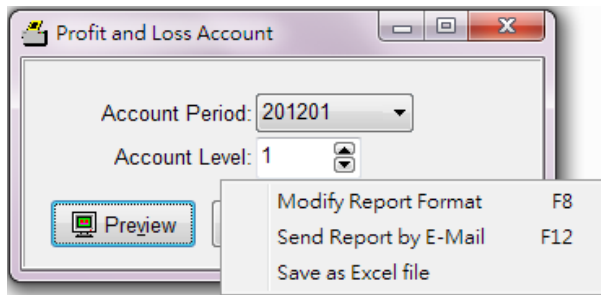 Profit and Loss Account
Account Period: 201201
Account Level: 1
Preview
Modify Report Format F8
Send Report by E-Mail F12
Save as Excel file